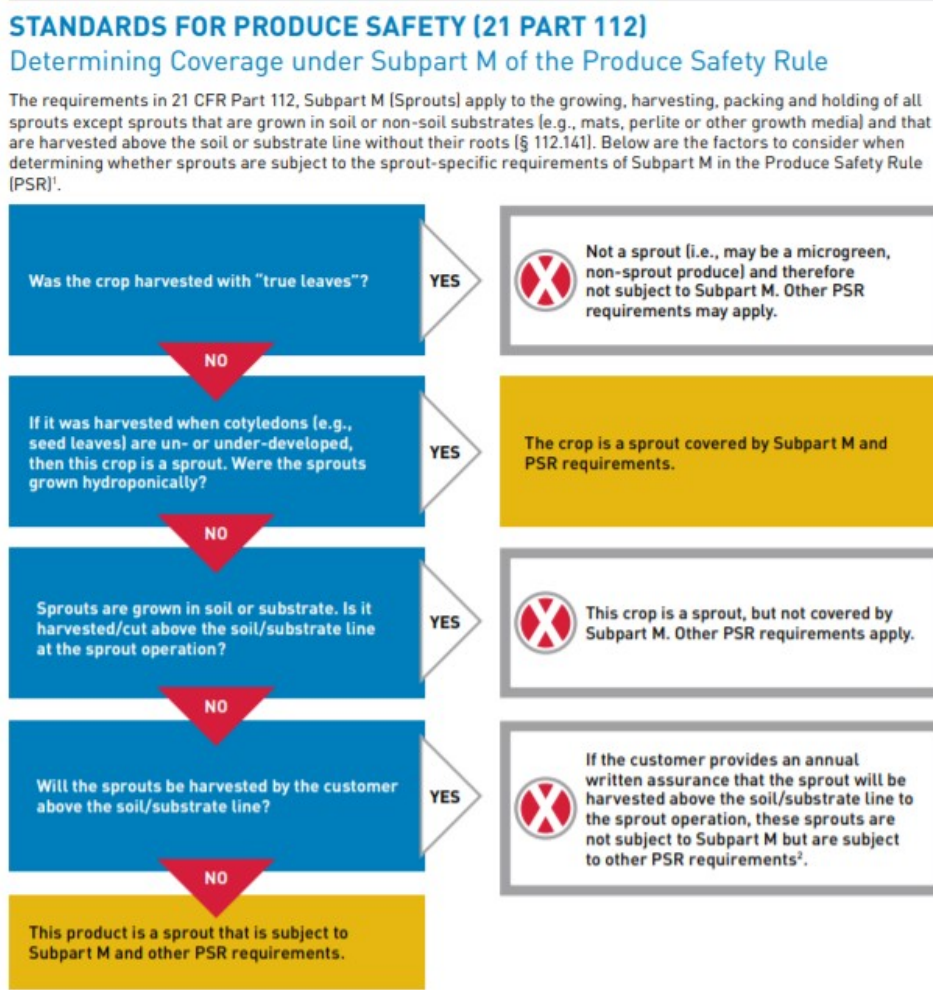 STANDARDS FOR PRODUCE SAFETY (21 PART 112)
Determining Coverage under Subpart M of the Produce Safety Rule
The requirements in 21 CFR Part 112, Subpart M (Sprouts) apply to the growing, harvesting, packing and holding of all
sprouts except sprouts that are grown in soil or non-soil substrates (e.g., mats, perlite or other growth media) and that
are harvested above the soil or substrate line without their roots (§ 112.141). Below are the factors to consider when
determining whether sprouts are subject to the sprout-specific requirements of Subpart M in the Produce Safety Rule
(PSR)¹.
Was the crop harvested with “true leaves”?
YES
Not a sprout (i.e., may be a microgreen,
non-sprout produce) and therefore
not subject to Subpart M. Other PSR
requirements may apply.
NO
If it was harvested when cotyledons (e.g.,
seed leaves) are un- or under-developed,
then this crop is a sprout. Were the sprouts
grown hydroponically?
YES
The crop is a sprout covered by Subpart M and
PSR requirements.
NO
Sprouts are grown in soil or substrate. Is it
harvested/cut above the soil/substrate line
at the sprout operation?
YES
This crop is a sprout, but not covered by
Subpart M. Other PSR requirements apply.
NO
Will the sprouts be harvested by the customer
above the soil/substrate line?
YES
If the customer provides an annual
written assurance that the sprout will be
harvested above the soil/substrate line to
the sprout operation, these sprouts are
not subject to Subpart M but are subject
to other PSR requirements².
NO
This product is a sprout that is subject to
Subpart M and other PSR requirements.